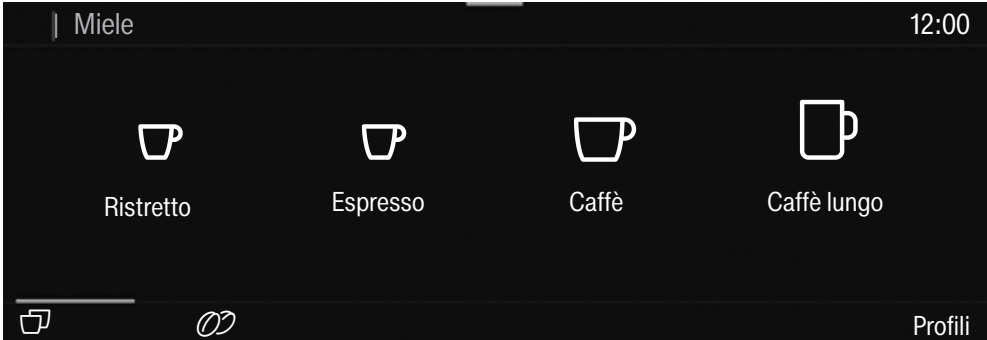 Miele
12:00
Ristretto
Espresso
Caffè
Caffè lungo
Profili